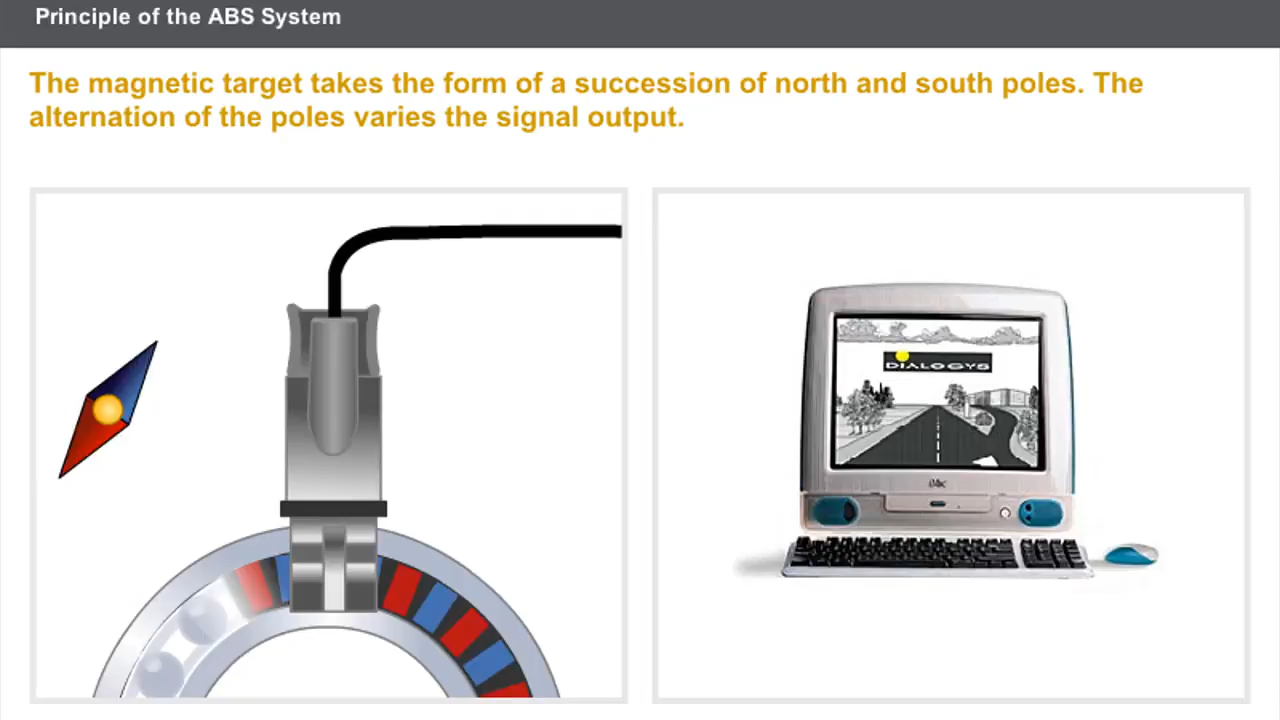 Principle of the ABS System
The magnetic target takes the form of a succession of north and south poles. The
alternation of the poles varies the signal output.
DIALOGYS
iMac